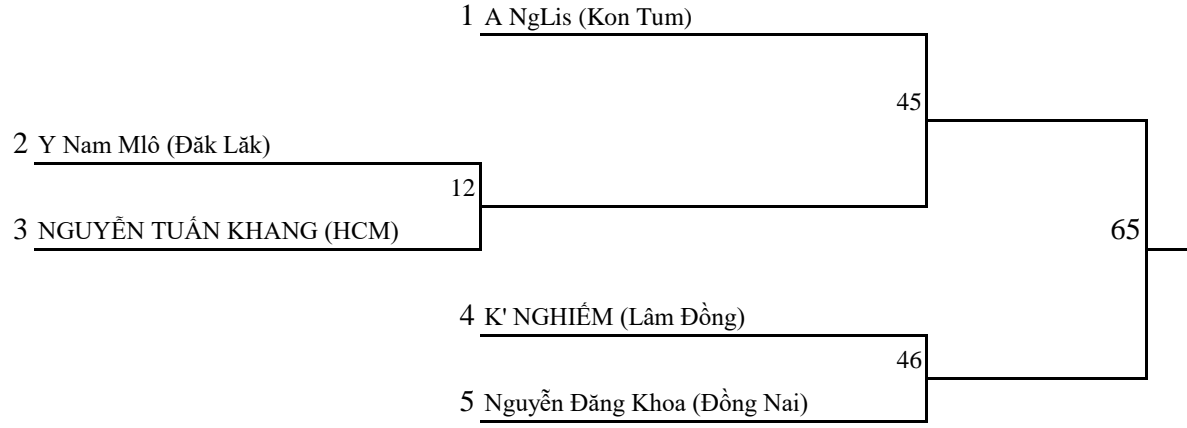 1 A NgLis (Kon Tum)
45
2 Y Nam Mlô (Đăk Lăk)
12
3 NGUYỄN TUẤN KHANG (HCM)
65
4 K' NGHIẾM (Lâm Đồng)
46
5 Nguyễn Đăng Khoa (Đồng Nai)